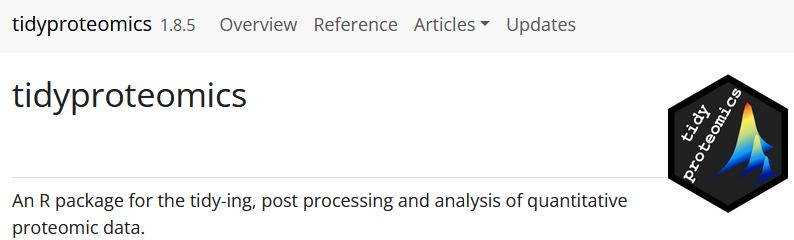 tidyproteomics 1.8.5 Overview Reference Articles Updates
tidyproteomics
tidy
proteomics
An R package for the tidy-ing, post processing and analysis of quantitative
proteomic data.